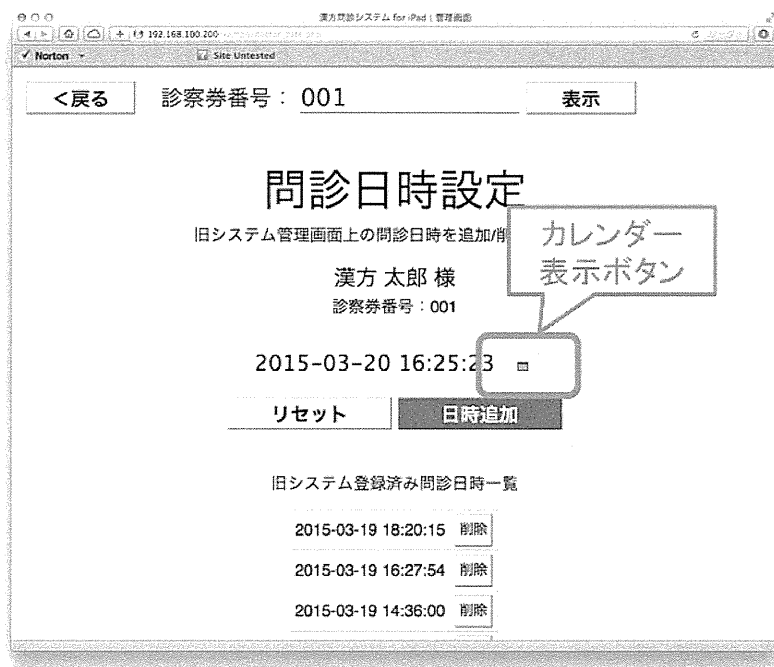 漢方問診システム for iPad | 管理画面
192.168.100.200
Norton
Site Untested
<戻る
診察券番号： 001
表示
問診日時設定
旧システム管理画面上の問診日時を追加/削
カレンダー
表示ボタン
漢方 太郎 様
診察券番号：001
2015-03-20 16:25:23
リセット
日時追加
旧システム登録済み問診日時一覧
2015-03-19 18:20:15 削除
2015-03-19 16:27:54 削除
2015-03-19 14:36:00 削除